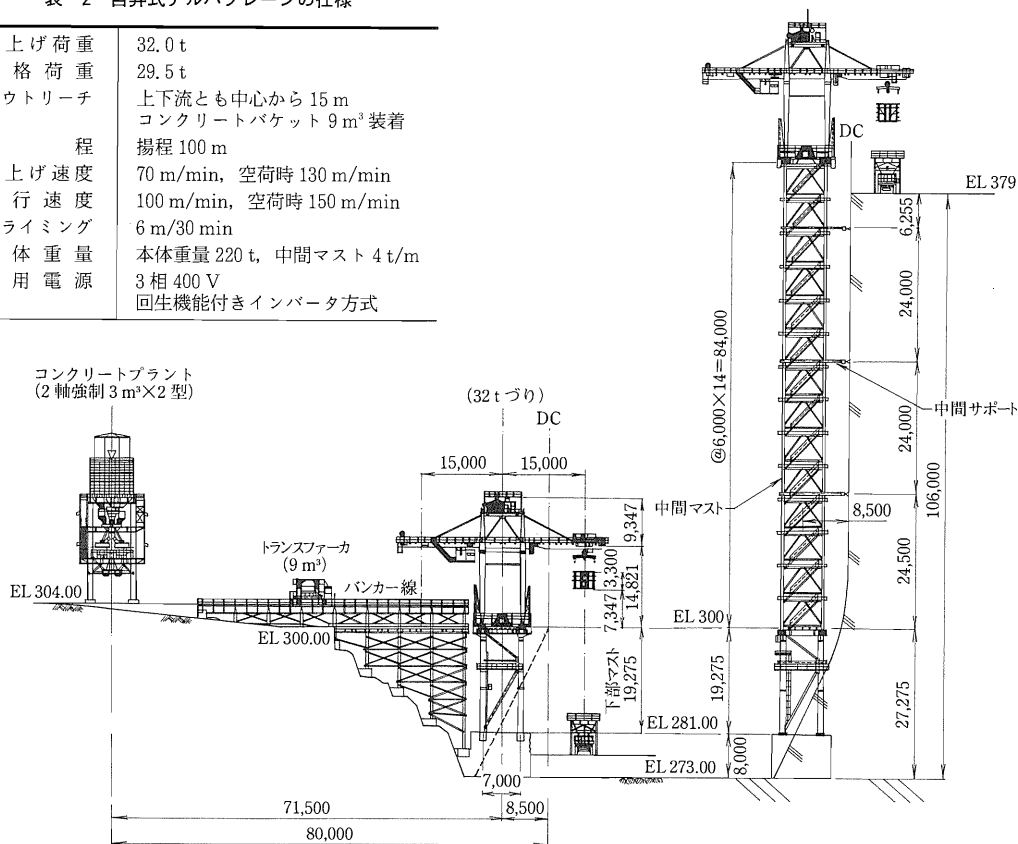 表 2 自昇式デルハクレーンの仕様
上げ荷重 32.0 t
格荷重 29.5 t
ウトリーチ 上下流とも中心から 15 m
コンクリートバケット 9 m³ 装着
程 揚程 100 m
上げ速度 70 m/min, 空荷時 130 m/min
行速度 100 m/min, 空荷時 150 m/min
ライミング 6 m/30 min
体重量 本体重量 220 t, 中間マスト 4 t/m
用電源 3相 400 V
回生機能付きインバータ方式
コンクリートプラント
(2軸強制 3 m³×2 型)
EL 304.00
トランスファーカ
(9 m³)
バンカー線
EL 300.00
(32 t づり)
DC
15,000
15,000
9,347
3,300
14,821
7,347
下部マスト
19,275
EL 281.00
EL 273.00
7,000
71,500
8,500
80,000
DC
EL 379
6,255
24,000
24,000
24,500
27,275
106,000
@6,000×14=84,000
中間サポート
中間マスト
8,500
EL 300
19,275
8,000